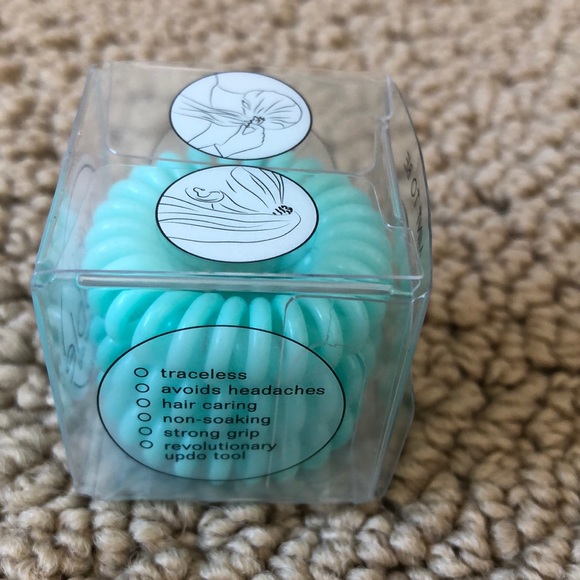 traceless
avoids headaches
hair caring
non-soaking
strong grip
revolutionary
updo tool